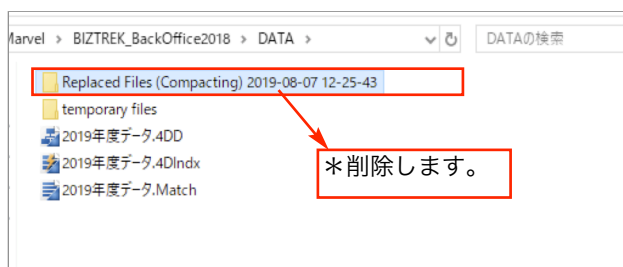 Marvel > BIZTREK_BackOffice2018 > DATA > DATAの検索
Replaced Files (Compacting) 2019-08-07 12-25-43
temporary files
2019年度データ.4DD
2019年度データ.4DIndx
2019年度データ.Match
＊削除します。